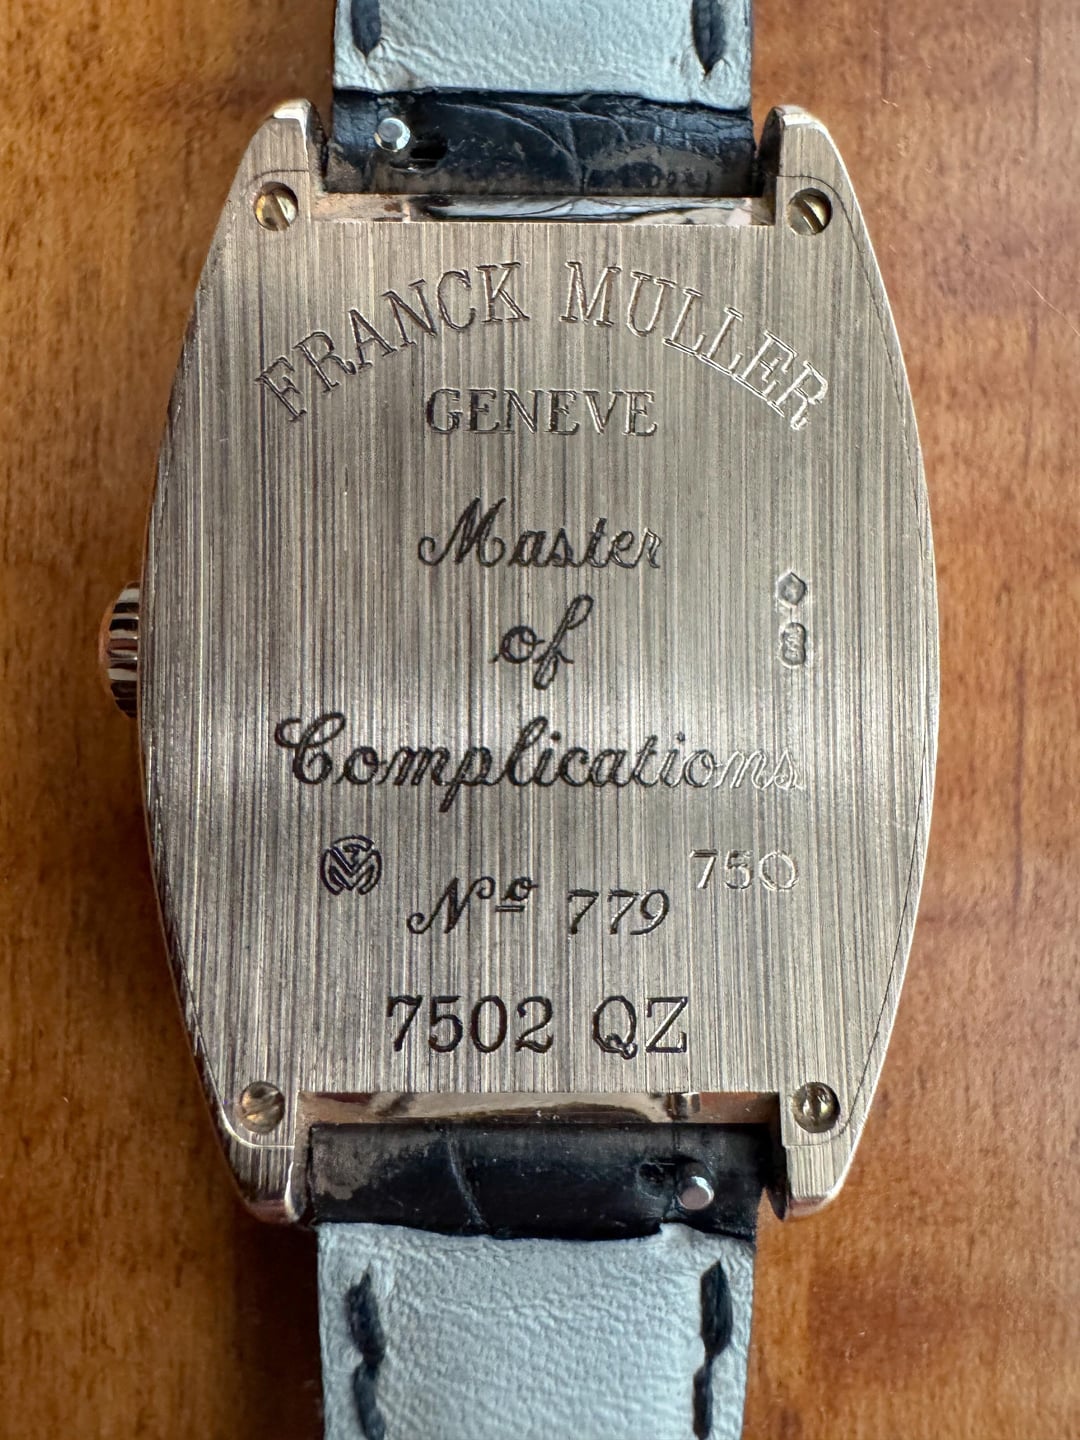 FRANCK MULLER
GENEVE
Master
of
Complications
750
Nº 779
7502 QZ